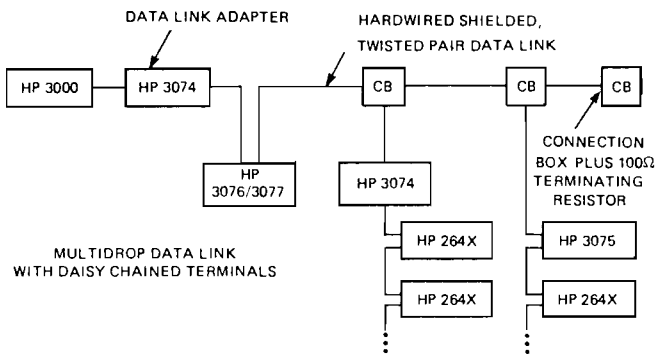 DATA LINK ADAPTER
HARDWIRED SHIELDED,
TWISTED PAIR DATA LINK
HP 3000
HP 3074
CB
CB
CB
HP
3076/3077
HP 3074
CONNECTION
BOX PLUS 100Ω
TERMINATING
RESISTOR
MULTIDROP DATA LINK
WITH DAISY CHAINED TERMINALS
HP 264X
HP 3075
HP 264X
HP 264X